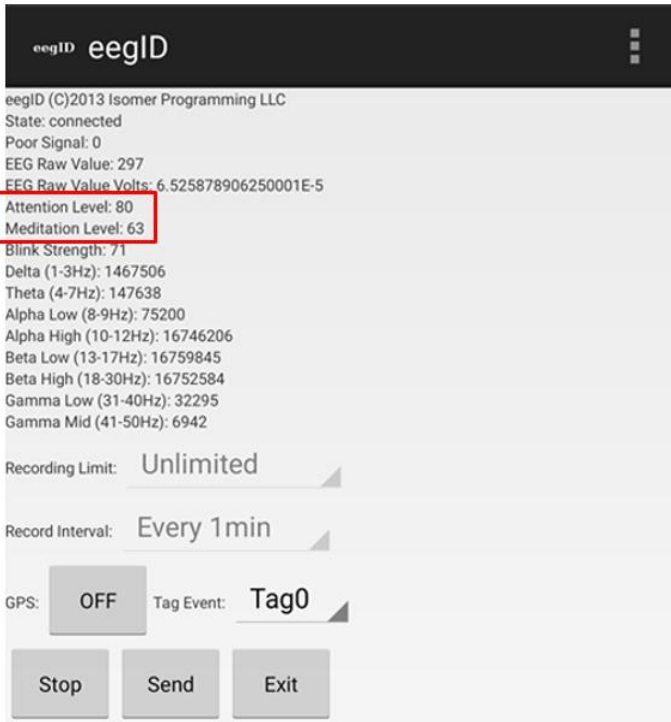 eegID eegID
eegID (C)2013 Isomer Programming LLC
State: connected
Poor Signal: 0
EEG Raw Value: 297
EEG Raw Value Volts: 6.525878906250001E-5
Attention Level: 80
Meditation Level: 63
Blink Strength: 71
Delta (1-3Hz): 1467506
Theta (4-7Hz): 147638
Alpha Low (8-9Hz): 75200
Alpha High (10-12Hz): 16746206
Beta Low (13-17Hz): 16759845
Beta High (18-30Hz): 16752584
Gamma Low (31-40Hz): 32295
Gamma Mid (41-50Hz): 6942
Recording Limit: Unlimited
Record Interval: Every 1min
GPS: OFF Tag Event: Tag0
Stop Send Exit